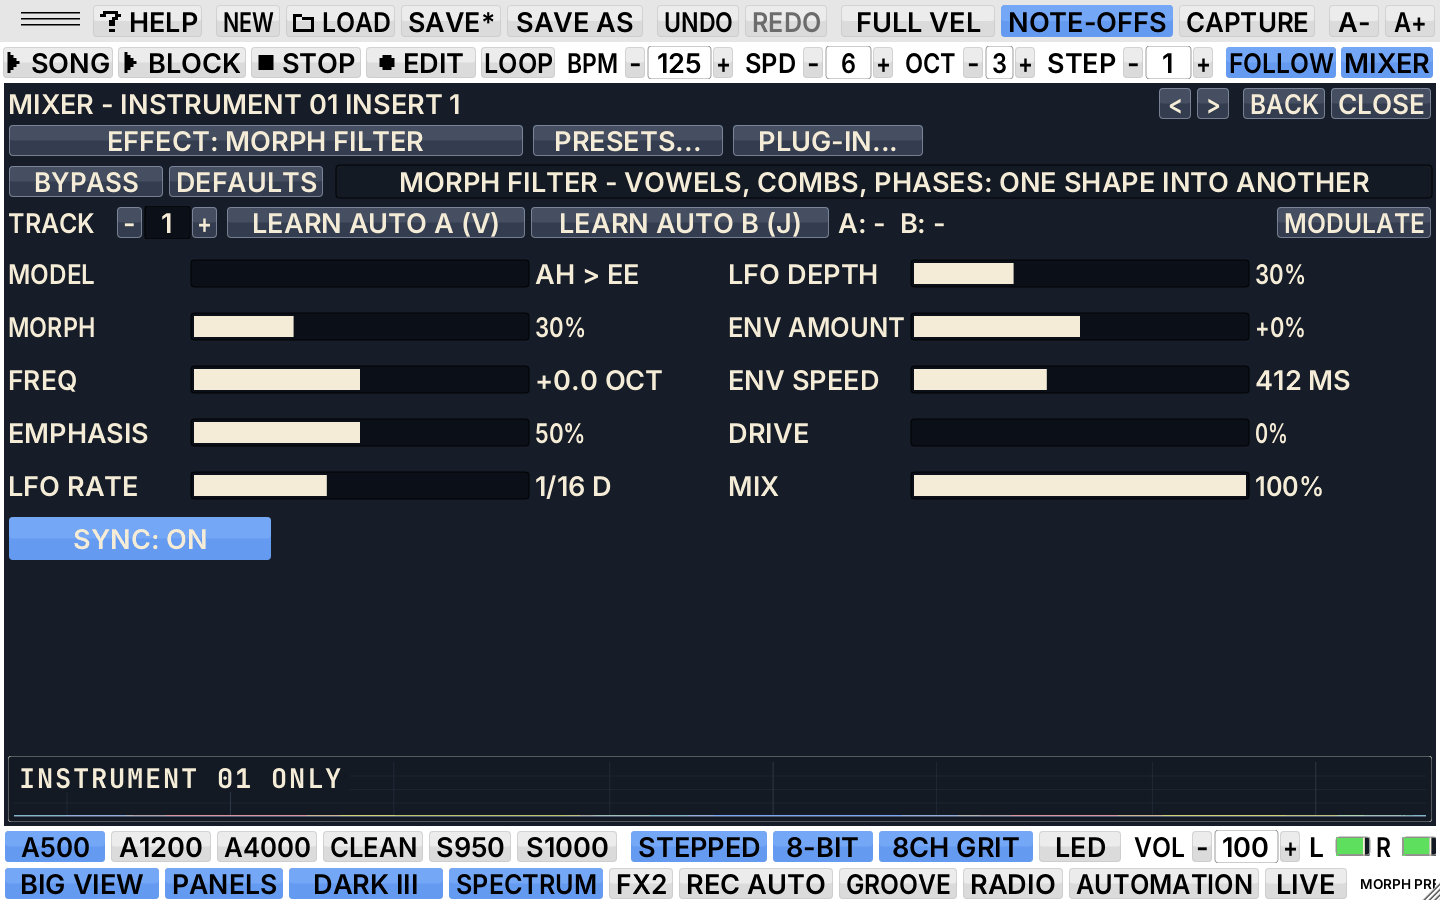 HELP NEW LOAD SAVE* SAVE AS UNDO REDO FULL VEL NOTE-OFFS CAPTURE A- A+
SONG BLOCK STOP EDIT LOOP BPM - 125 + SPD - 6 + OCT - 3 + STEP - 1 + FOLLOW MIXER
MIXER - INSTRUMENT 01 INSERT 1 < > BACK CLOSE
EFFECT: MORPH FILTER PRESETS... PLUG-IN...
BYPASS DEFAULTS MORPH FILTER - VOWELS, COMBS, PHASES: ONE SHAPE INTO ANOTHER
TRACK - 1 + LEARN AUTO A (V) LEARN AUTO B (J) A: - B: - MODULATE
MODEL AH > EE LFO DEPTH 30%
MORPH 30% ENV AMOUNT +0%
FREQ +0.0 OCT ENV SPEED 412 MS
EMPHASIS 50% DRIVE 0%
LFO RATE 1/16 D MIX 100%
SYNC: ON
INSTRUMENT 01 ONLY
A500 A1200 A4000 CLEAN S950 S1000 STEPPED 8-BIT 8CH GRIT LED VOL - 100 + L R
BIG VIEW PANELS DARK III SPECTRUM FX2 REC AUTO GROOVE RADIO AUTOMATION LIVE MORPH